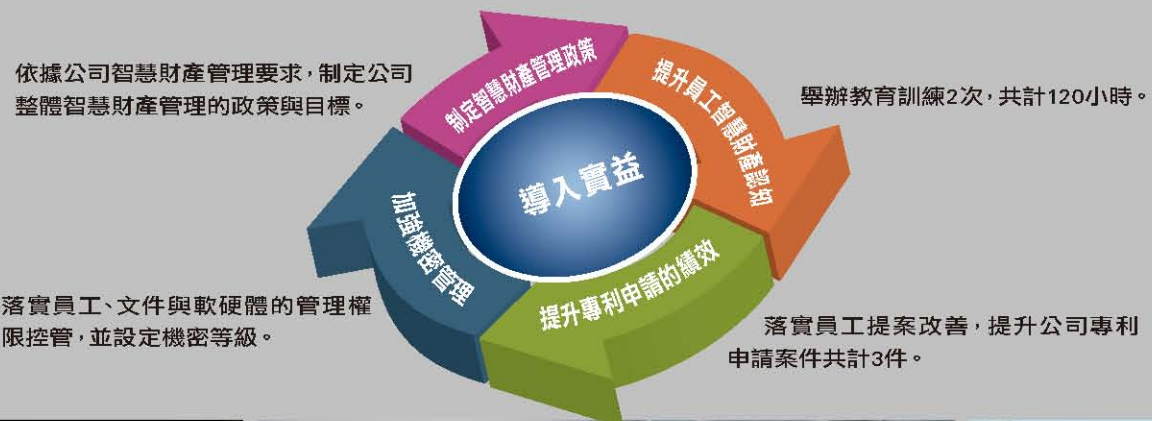 依據公司智慧財產管理要求，制定公司
整體智慧財產管理的政策與目標。
制定智慧財產管理政策
提升員工智慧財產認知
舉辦教育訓練2次，共計120小時。
導入實益
加強機密管理
提升專利申請的績效
落實員工、文件與軟硬體的管理權
限控管，並設定機密等級。
落實員工提案改善，提升公司專利
申請案件共計3件。